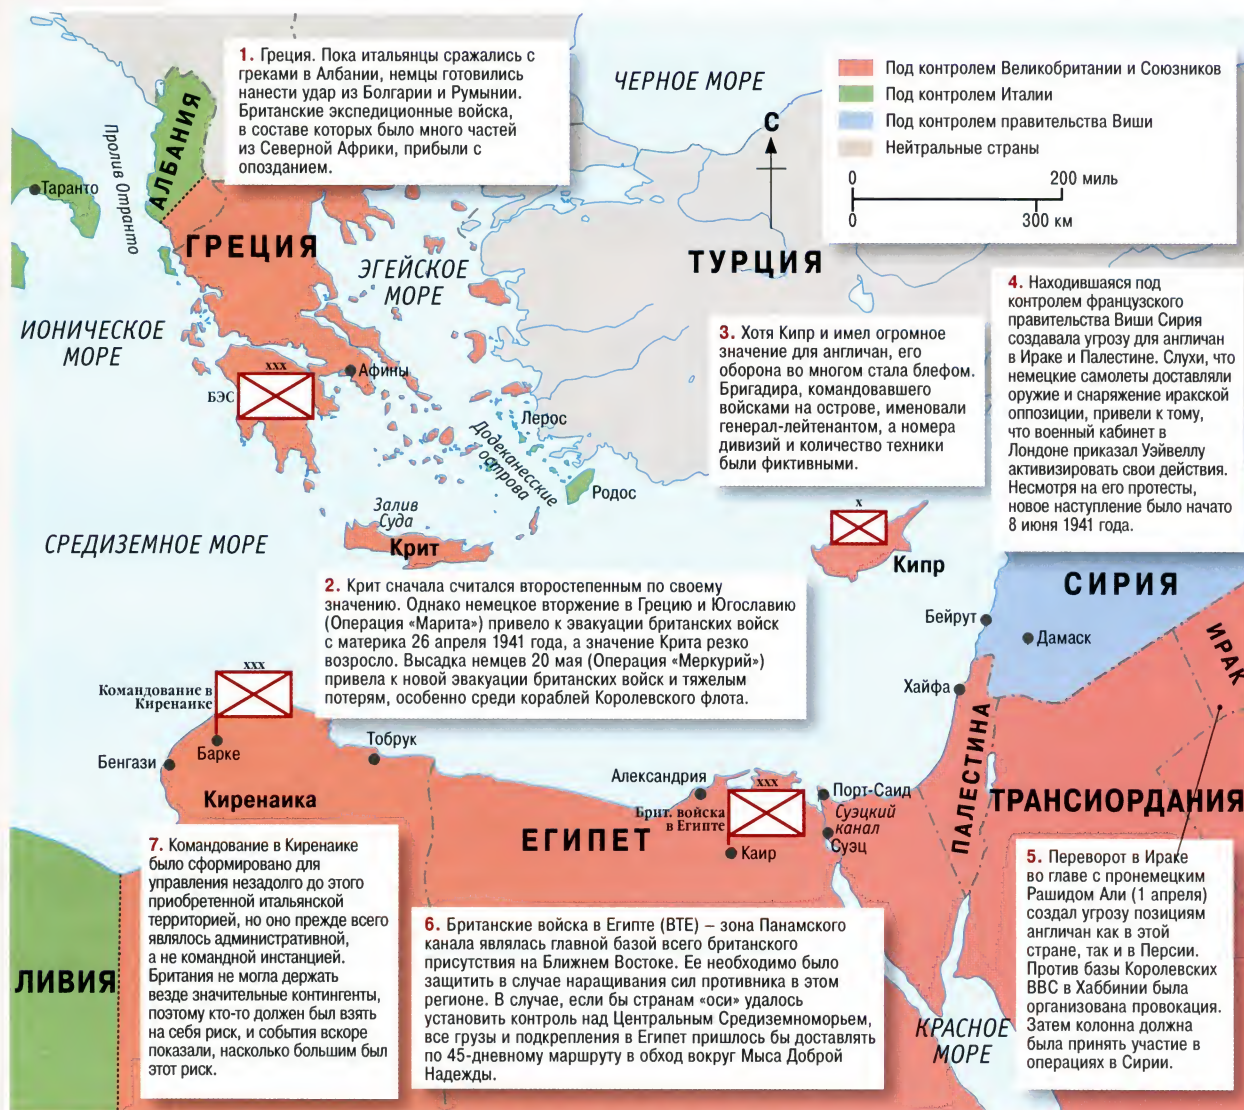 1. Греция. Пока итальянцы сражались с
греками в Албании, немцы готовились
нанести удар из Болгарии и Румынии.
Британские экспедиционные войска,
в составе которых было много частей
из Северной Африки, прибыли с
опозданием.
ЧЕРНОЕ МОРЕ
С
Под контролем Великобритании и Союзников
Под контролем Италии
Под контролем правительства Виши
Нейтральные страны
0 200 миль
0 300 км
АЛБАНИЯ
Пролив Отранто
Таранто
ГРЕЦИЯ
ЭГЕЙСКОЕ
МОРЕ
ТУРЦИЯ
ИОНИЧЕСКОЕ
МОРЕ
xxx
БЭС
Афины
Лерос
Додеканесские
острова
Родос
3. Хотя Кипр и имел огромное
значение для англичан, его
оборона во многом стала блефом.
Бригадира, командовавшего
войсками на острове, именовали
генерал-лейтенантом, а номера
дивизий и количество техники
были фиктивными.
4. Находившаяся под
контролем французского
правительства Виши Сирия
создавала угрозу для англичан
в Ираке и Палестине. Слухи, что
немецкие самолеты доставляли
оружие и снаряжение иракской
оппозиции, привели к тому,
что военный кабинет в
Лондоне приказал Уэйвеллу
активизировать свои действия.
Несмотря на его протесты,
новое наступление было начато
8 июня 1941 года.
Залив
Суда
Крит
СРЕДИЗЕМНОЕ МОРЕ
x
Кипр
2. Крит сначала считался второстепенным по своему
значению. Однако немецкое вторжение в Грецию и Югославию
(Операция «Марита») привело к эвакуации британских войск
с материка 26 апреля 1941 года, а значение Крита резко
возросло. Высадка немцев 20 мая (Операция «Меркурий»)
привела к новой эвакуации британских войск и тяжелым
потерям, особенно среди кораблей Королевского флота.
СИРИЯ
Бейрут
Дамаск
ИРАК
Хайфа
ПАЛЕСТИНА
ТРАНСИОРДАНИЯ
xxx
Командование в
Киренаике
Барке
Бенгази
Тобрук
Киренаика
Александрия
xxx
Брит. войска
в Египте
Каир
ЕГИПЕТ
Порт-Саид
Суэцкий
канал
Суэц
7. Командование в Киренаике
было сформировано для
управления незадолго до этого
приобретенной итальянской
территорией, но оно прежде всего
являлось административной,
а не командной инстанцией.
Британия не могла держать
везде значительные контингенты,
поэтому кто-то должен был взять
на себя риск, и события вскоре
показали, насколько большим был
этот риск.
ЛИВИЯ
6. Британские войска в Египте (ВТЕ) – зона Панамского
канала являлась главной базой всего британского
присутствия на Ближнем Востоке. Ее необходимо было
защитить в случае наращивания сил противника в этом
регионе. В случае, если бы странам «оси» удалось
установить контроль над Центральным Средиземноморьем,
все грузы и подкрепления в Египет пришлось бы доставлять
по 45-дневному маршруту в обход вокруг Мыса Доброй
Надежды.
КРАСНОЕ
МОРЕ
5. Переворот в Ираке
во главе с пронемецким
Рашидом Али (1 апреля)
создал угрозу позициям
англичан как в этой
стране, так и в Персии.
Против базы Королевских
ВВС в Хаббинии была
организована провокация.
Затем колонна должна
была принять участие в
операциях в Сирии.